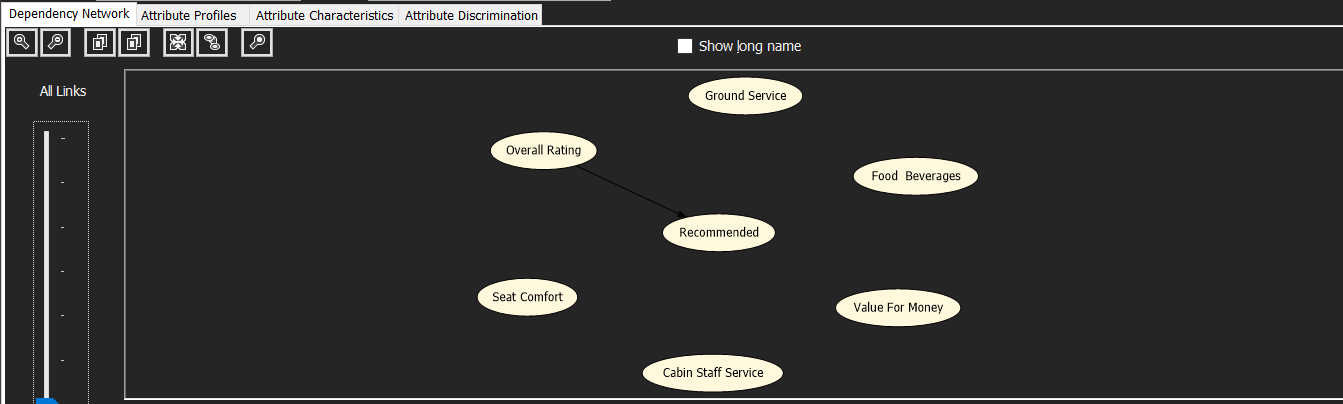 Dependency Network Attribute Profiles Attribute Characteristics Attribute Discrimination
Show long name
All Links
Ground Service
Overall Rating
Food  Beverages
Recommended
Seat Comfort
Value For Money
Cabin Staff Service